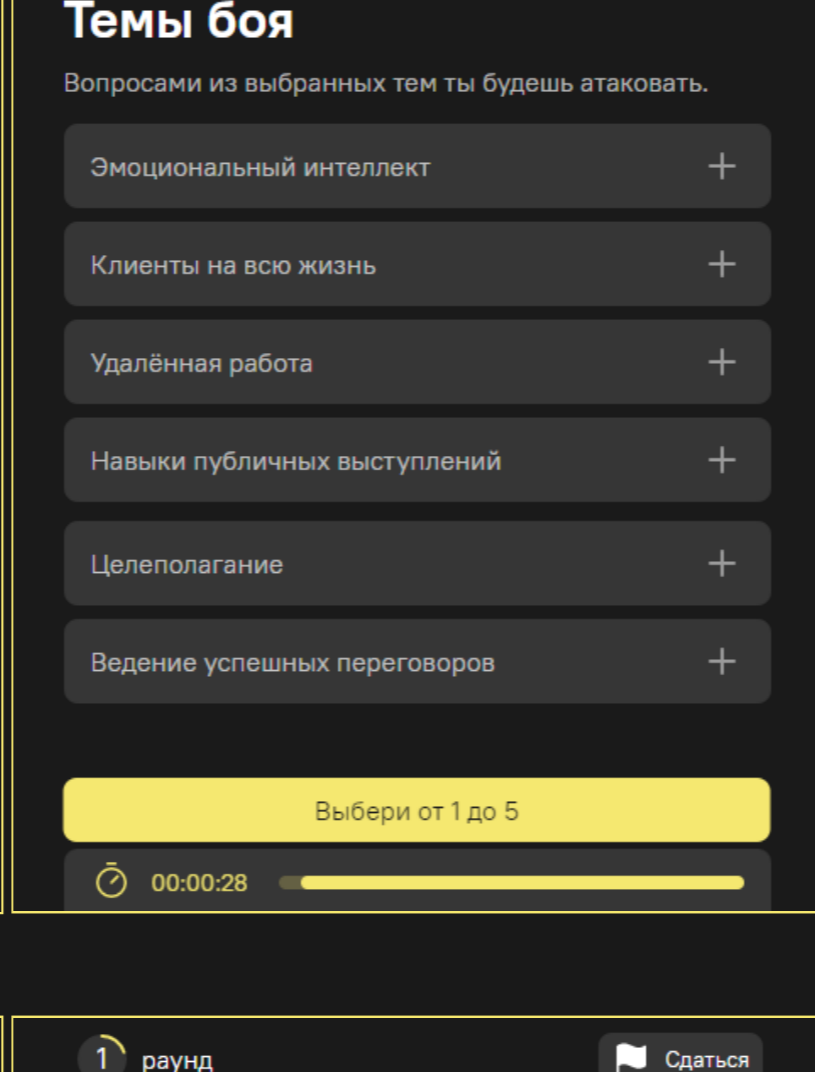 Темы боя
Вопросами из выбранных тем ты будешь атаковать.
Эмоциональный интеллект
Клиенты на всю жизнь
Удалённая работа
Навыки публичных выступлений
Целеполагание
Ведение успешных переговоров
Выбери от 1 до 5
00:00:28
1 раунд
Сдаться